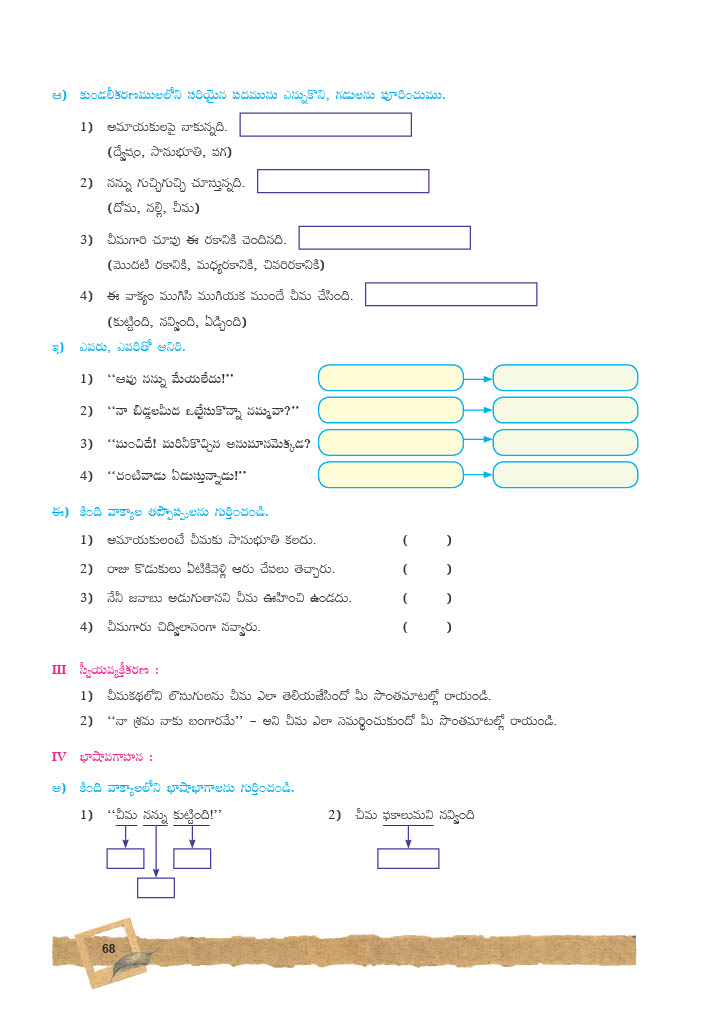 ఆ) కుండలీకరణములలోని సరియైన పదమును ఎన్నుకొని, గడులను పూరించుము.
1) అమాయకులపై నాకున్నది.
(ద్వేషం, సానుభూతి, పగ)
2) నన్ను గుచ్చిగుచ్చి చూస్తున్నది.
(దోమ, నల్లి, చీమ)
3) చీమగారి చూపు ఈ రకానికి చెందినది.
(మొదటి రకానికి, మధ్యరకానికి, చివరిరకానికి)
4) ఈ వాక్యం ముగిసి ముగియక ముందే చీమ చేసింది.
(కుట్టింది, నవ్వింది, ఏడ్చింది)
ఇ) ఎవరు, ఎవరితో అనిరి.
1) ‘‘ఆవు నన్ను మేయలేదు!’’
2) ‘‘నా బిడ్డలమీద ఒట్టేసుకొన్నా నమ్మవా?’’
3) ‘‘మంచిదే! మరినీకొచ్చిన అనుమానమెక్కడ?
4) ‘‘చంటివాడు ఏడుస్తున్నాడు!’’
ఈ) కింది వాక్యాల తప్పొప్పులను గుర్తించండి.
1) అమాయకులంటే చీమకు సానుభూతి కలదు. ( )
2) రాజు కొడుకులు ఏటికివెళ్లి ఆరు చేపలు తెచ్చారు. ( )
3) నేనీ జవాబు అడుగుతానని చీమ ఊహించి ఉండదు. ( )
4) చీమగారు చిద్విలాసంగా నవ్వారు. ( )
III స్వీయవ్యక్తీకరణ :
1) చీమకథలోని లొసుగులను చీమ ఎలా తెలియజేసిందో మీ సొంతమాటల్లో రాయండి.
2) ‘‘నా శ్రమ నాకు బంగారమే’’ – అని చీమ ఎలా సమర్థించుకుందో మీ సొంతమాటల్లో రాయండి.
IV భాషావగాహన :
అ) కింది వాక్యాలలోని భాషాభాగాలను గుర్తించండి.
1) ‘‘చీమ నన్ను కుట్టింది!’’ 2) చీమ ఫకాలుమని నవ్వింది
68